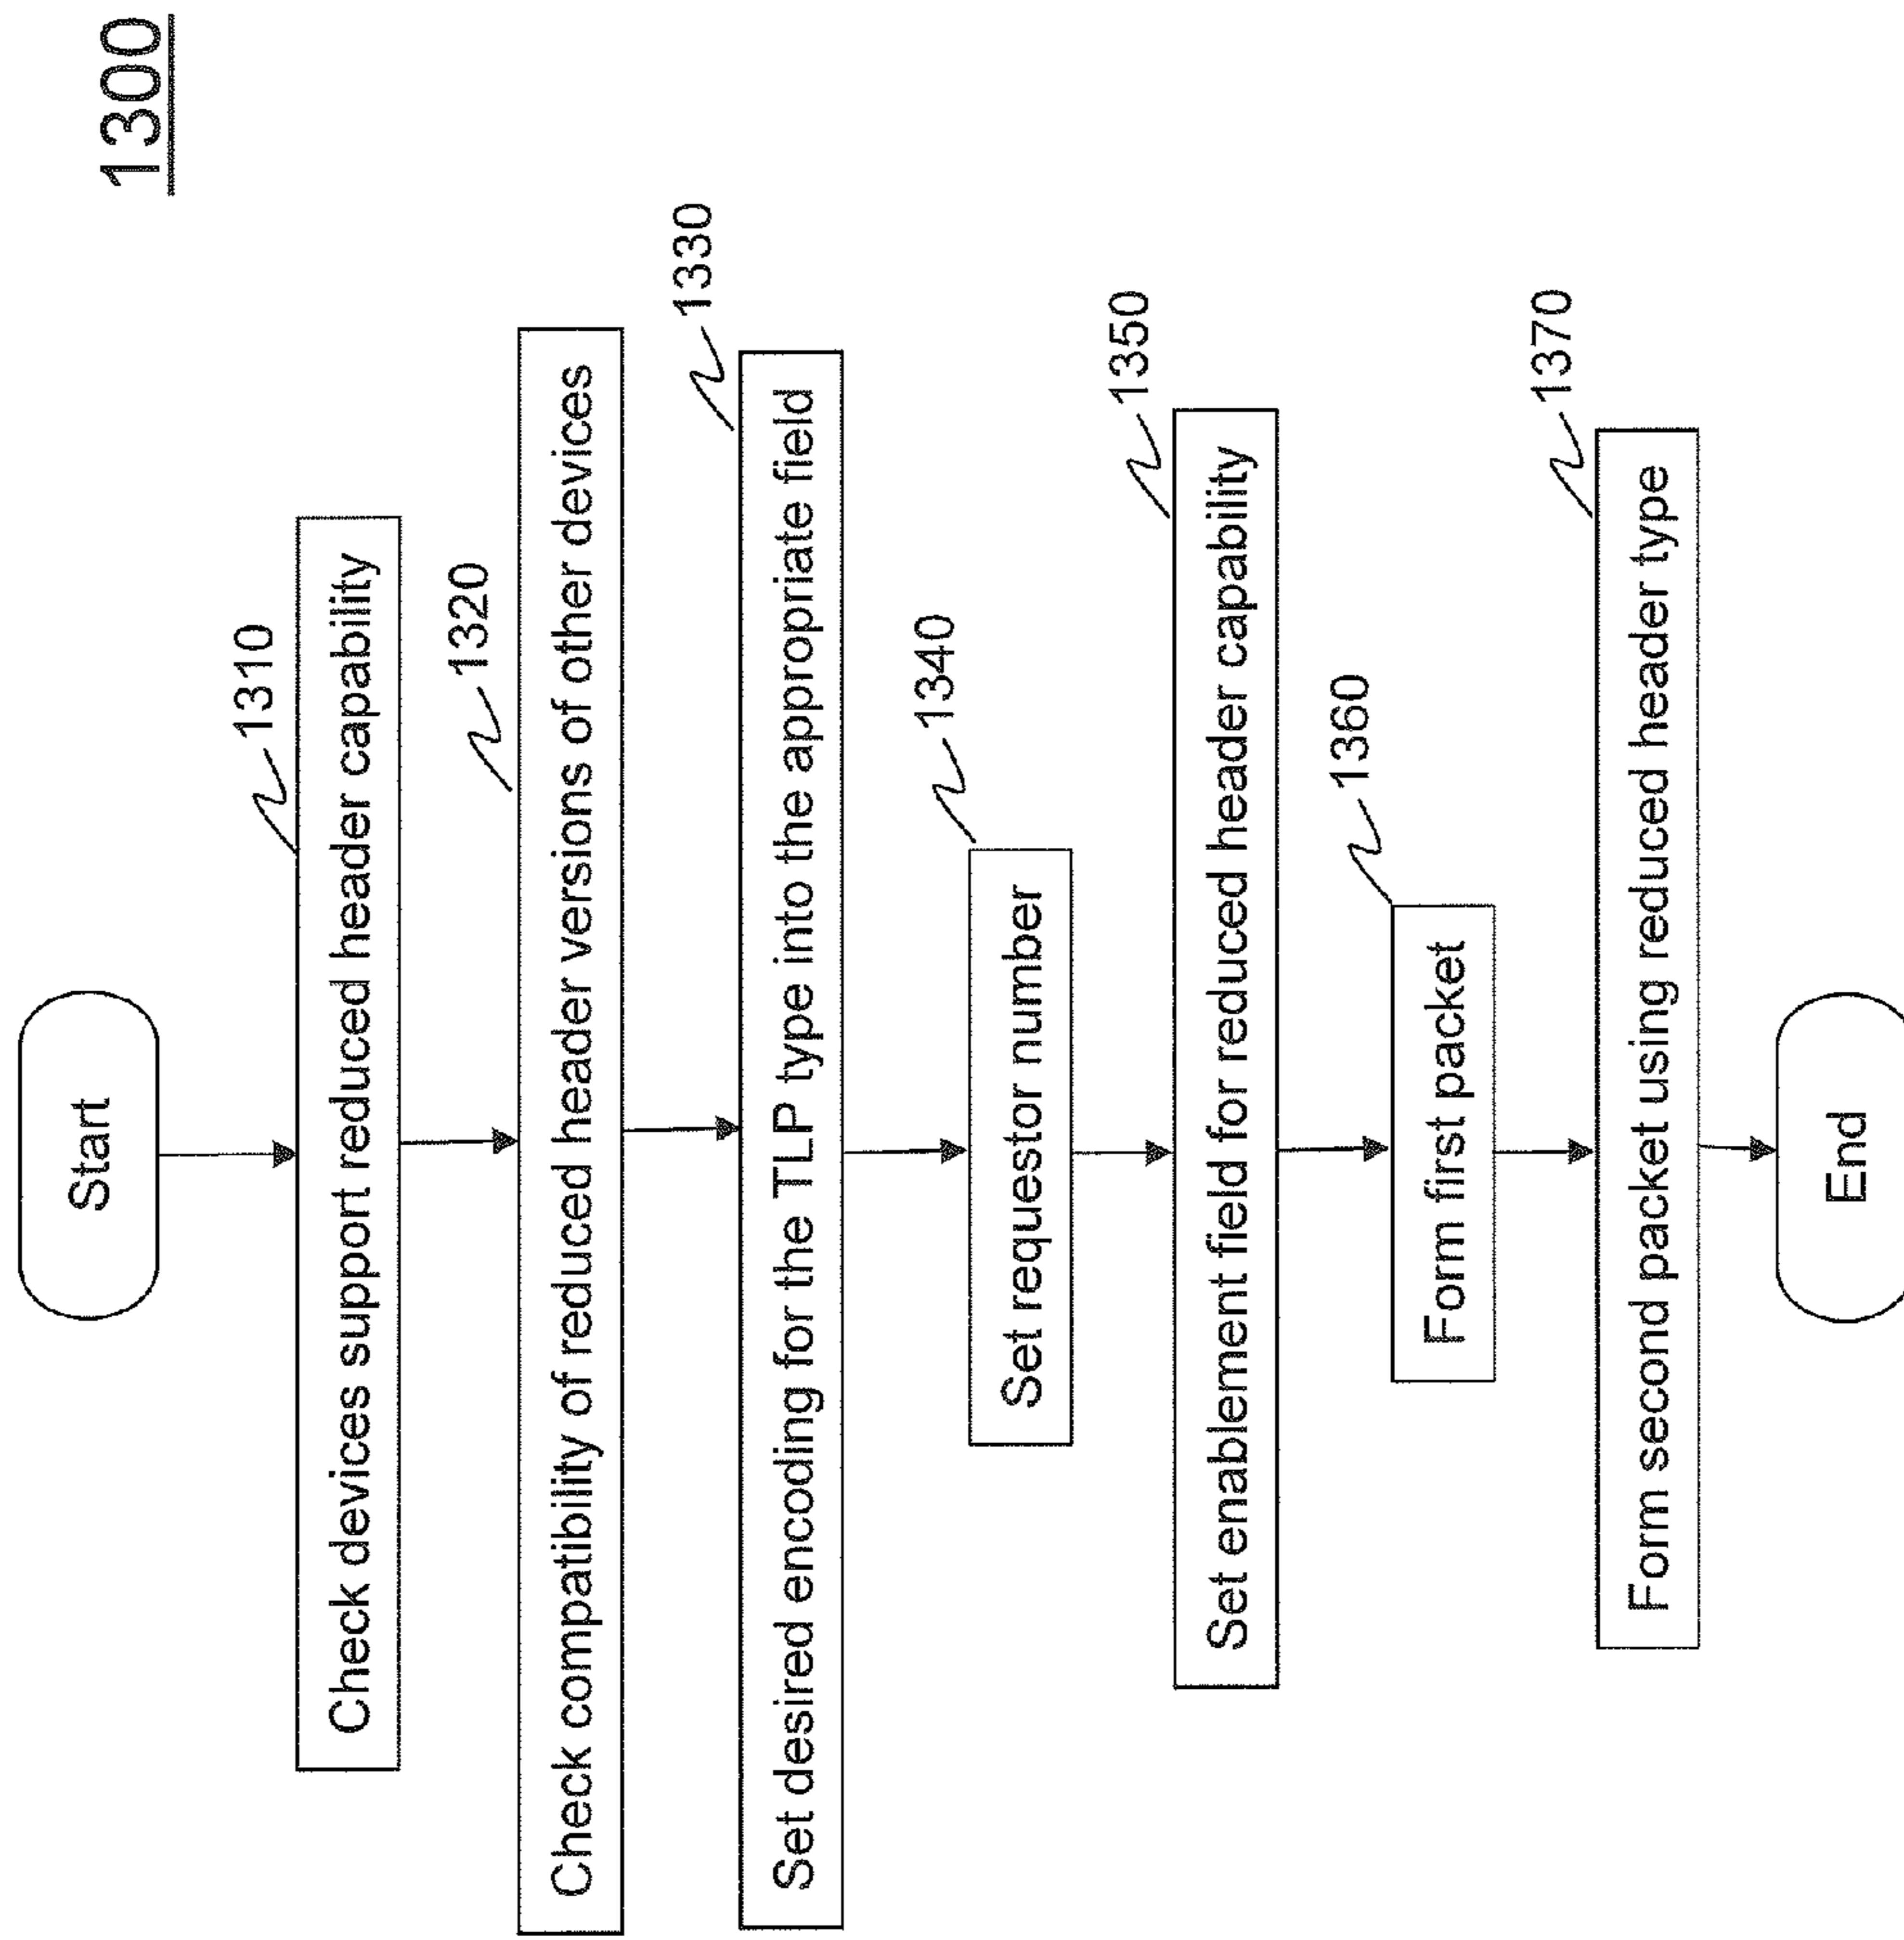 1300
Start
1310
Check devices support reduced header capability
1320
Check compatibility of reduced header versions of other devices
1330
Set desired encoding for the TLP type into the appropriate field
1340
Set requestor number
1350
Set enablement field for reduced header capability
1360
Form first packet
1370
Form second packet using reduced header type
End